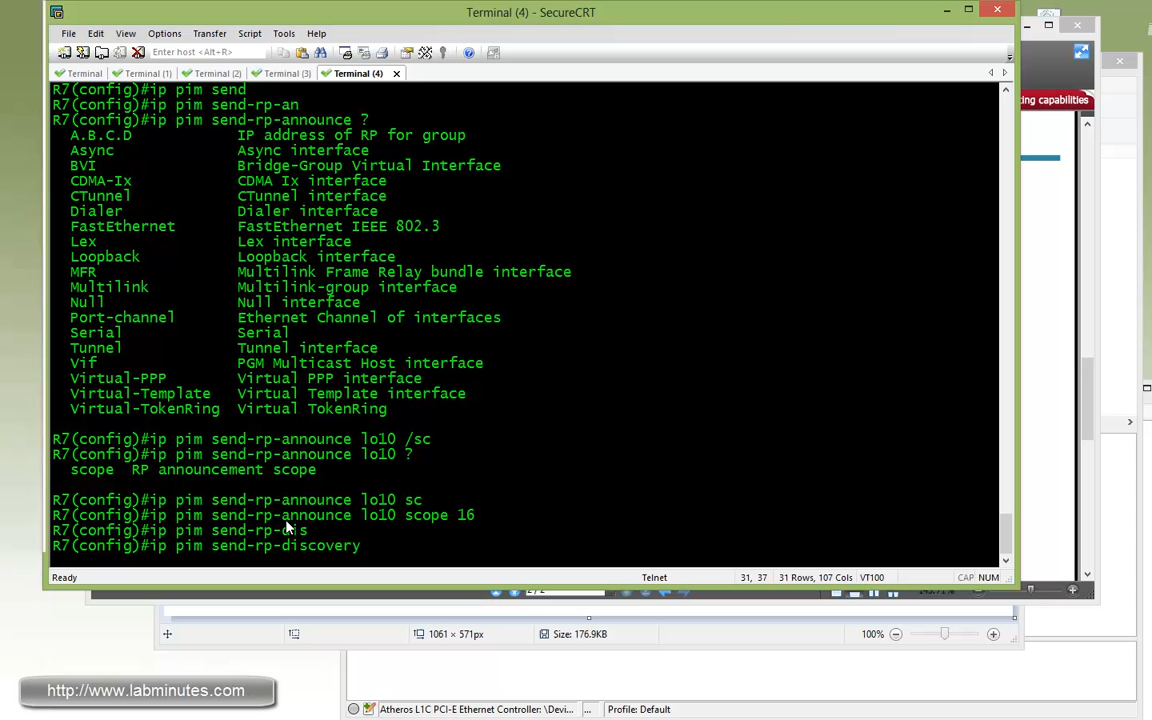 Terminal (4) - SecureCRT
File Edit View Options Transfer Script Tools Help
Enter host <Alt+R>
Terminal Terminal (1) Terminal (2) Terminal (3) Terminal (4)
R7(config)#ip pim send
R7(config)#ip pim send-rp-an
R7(config)#ip pim send-rp-announce ?
A.B.C.D IP address of RP for group
Async Async interface
BVI Bridge-Group Virtual Interface
CDMA-Ix CDMA Ix interface
CTunnel CTunnel interface
Dialer Dialer interface
FastEthernet FastEthernet IEEE 802.3
Lex Lex interface
Loopback Loopback interface
MFR Multilink Frame Relay bundle interface
Multilink Multilink-group interface
Null Null interface
Port-channel Ethernet Channel of interfaces
Serial Serial
Tunnel Tunnel interface
Vif PGM Multicast Host interface
Virtual-PPP Virtual PPP interface
Virtual-Template Virtual Template interface
Virtual-TokenRing Virtual TokenRing
R7(config)#ip pim send-rp-announce lo10 /sc
R7(config)#ip pim send-rp-announce lo10 ?
scope RP announcement scope
R7(config)#ip pim send-rp-announce lo10 sc
R7(config)#ip pim send-rp-announce lo10 scope 16
R7(config)#ip pim send-rp-dis
R7(config)#ip pim send-rp-discovery
Ready Telnet 31, 37 31 Rows, 107 Cols VT100 CAP NUM
ing capabilities
1061 × 571px Size: 176.9KB 100%
http://www.labminutes.com
Atheros L1C PCI-E Ethernet Controller: \Devi... ... Profile: Default